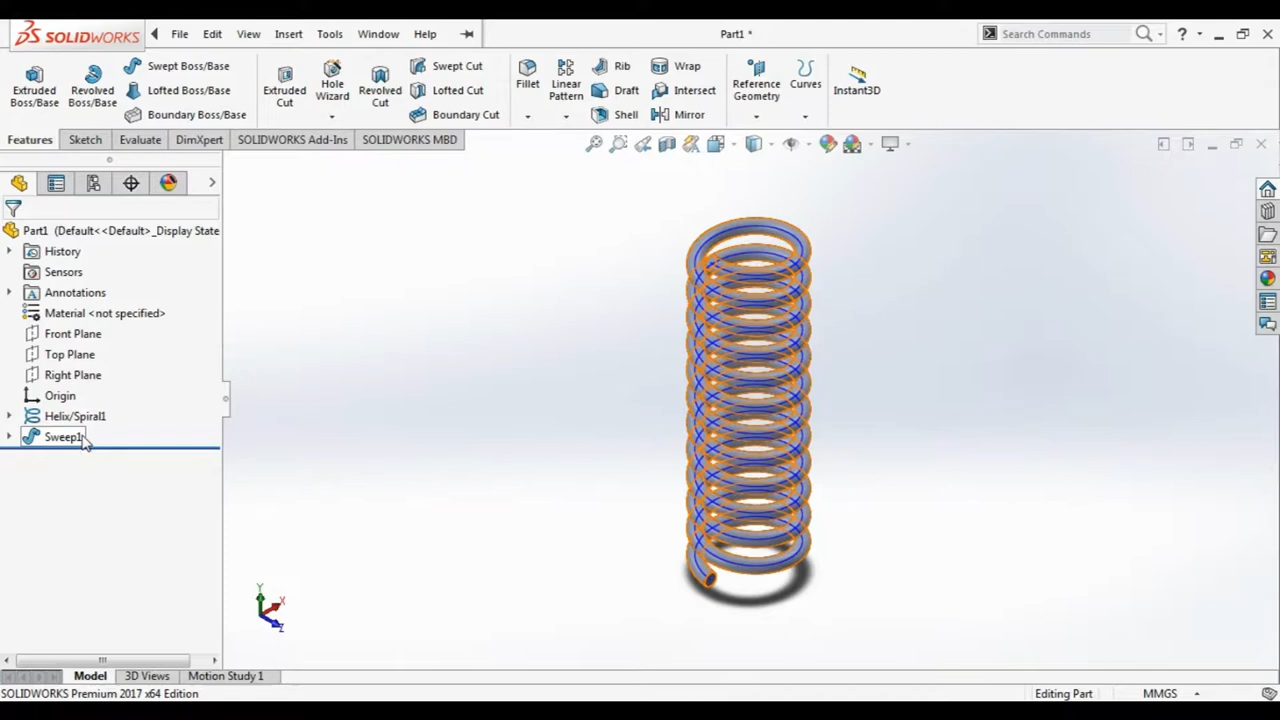 SOLIDWORKS
File Edit View Insert Tools Window Help
Part1 *
Search Commands
?
Extruded Boss/Base
Revolved Boss/Base
Swept Boss/Base
Lofted Boss/Base
Boundary Boss/Base
Extruded Cut
Hole Wizard
Revolved Cut
Swept Cut
Lofted Cut
Boundary Cut
Fillet
Linear Pattern
Rib
Draft
Shell
Wrap
Intersect
Mirror
Reference Geometry
Curves
Instant3D
Features Sketch Evaluate DimXpert SOLIDWORKS Add-Ins SOLIDWORKS MBD
Part1 (Default<<Default>_Display State
History
Sensors
Annotations
Material <not specified>
Front Plane
Top Plane
Right Plane
Origin
Helix/Spiral1
Sweep1
Y
X
Z
Model 3D Views Motion Study 1
SOLIDWORKS Premium 2017 x64 Edition
Editing Part
MMGS